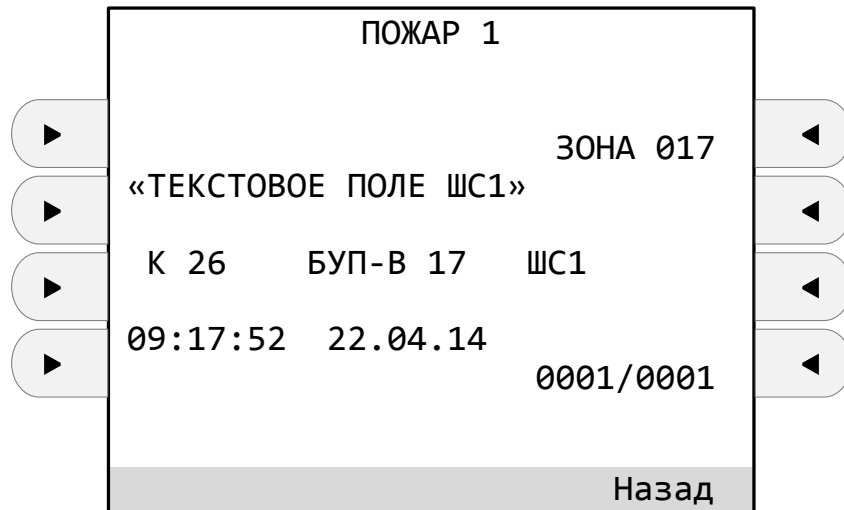 ПОЖАР 1
ЗОНА 017
«ТЕКСТОВОЕ ПОЛЕ ШС1»
К 26 БУП-В 17 ШС1
09:17:52 22.04.14
0001/0001
Назад